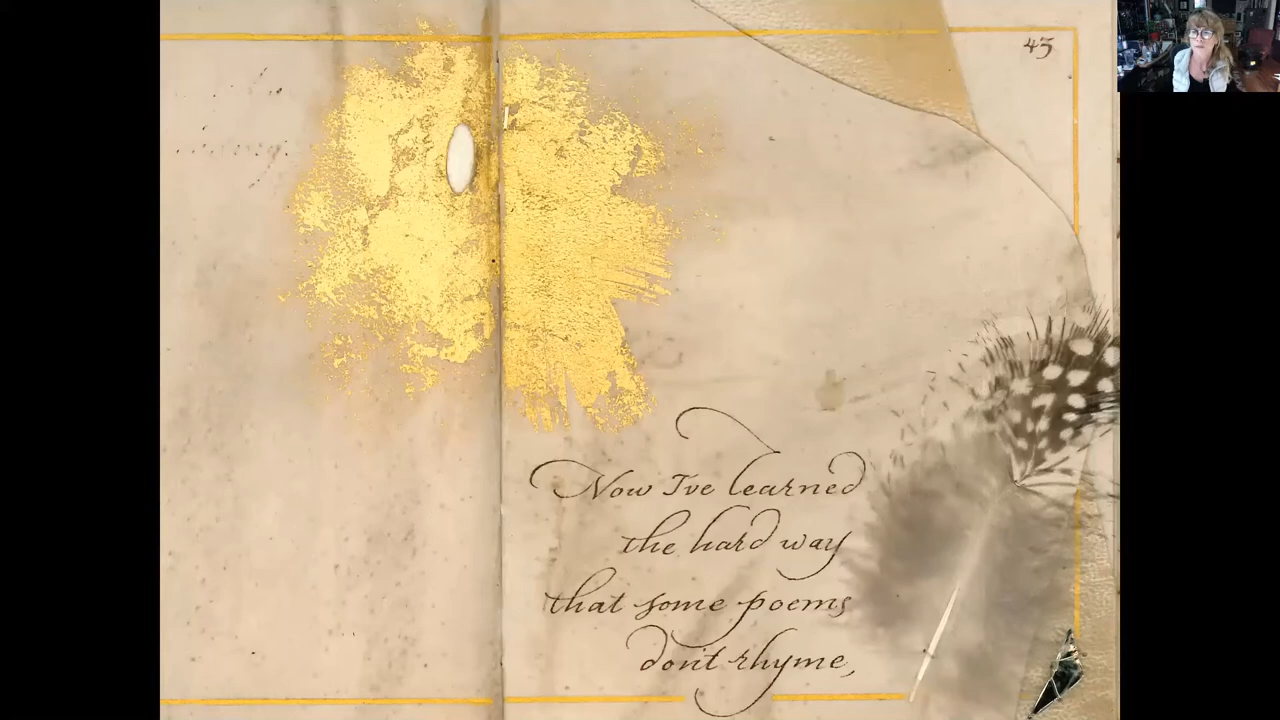 43
Now I've learned
the hard way
that some poems
don't rhyme,